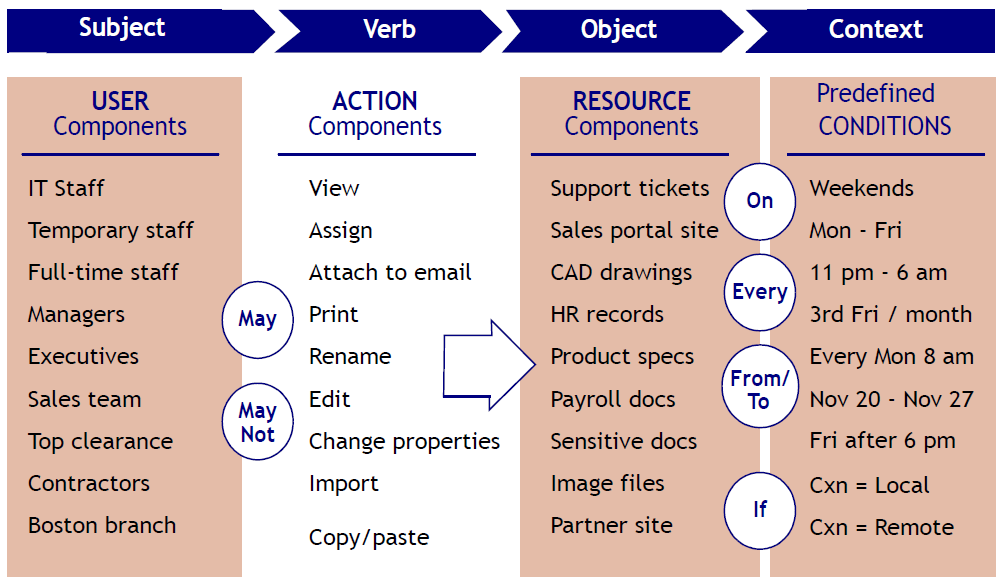 Subject
Verb
Object
Context
USER
Components
IT Staff
Temporary staff
Full-time staff
Managers
Executives
Sales team
Top clearance
Contractors
Boston branch
May
May
Not
ACTION
Components
View
Assign
Attach to email
Print
Rename
Edit
Change properties
Import
Copy/paste
RESOURCE
Components
Support tickets
Sales portal site
CAD drawings
HR records
Product specs
Payroll docs
Sensitive docs
Image files
Partner site
On
Every
From/
To
If
Predefined
CONDITIONS
Weekends
Mon - Fri
11 pm - 6 am
3rd Fri / month
Every Mon 8 am
Nov 20 - Nov 27
Fri after 6 pm
Cxn = Local
Cxn = Remote